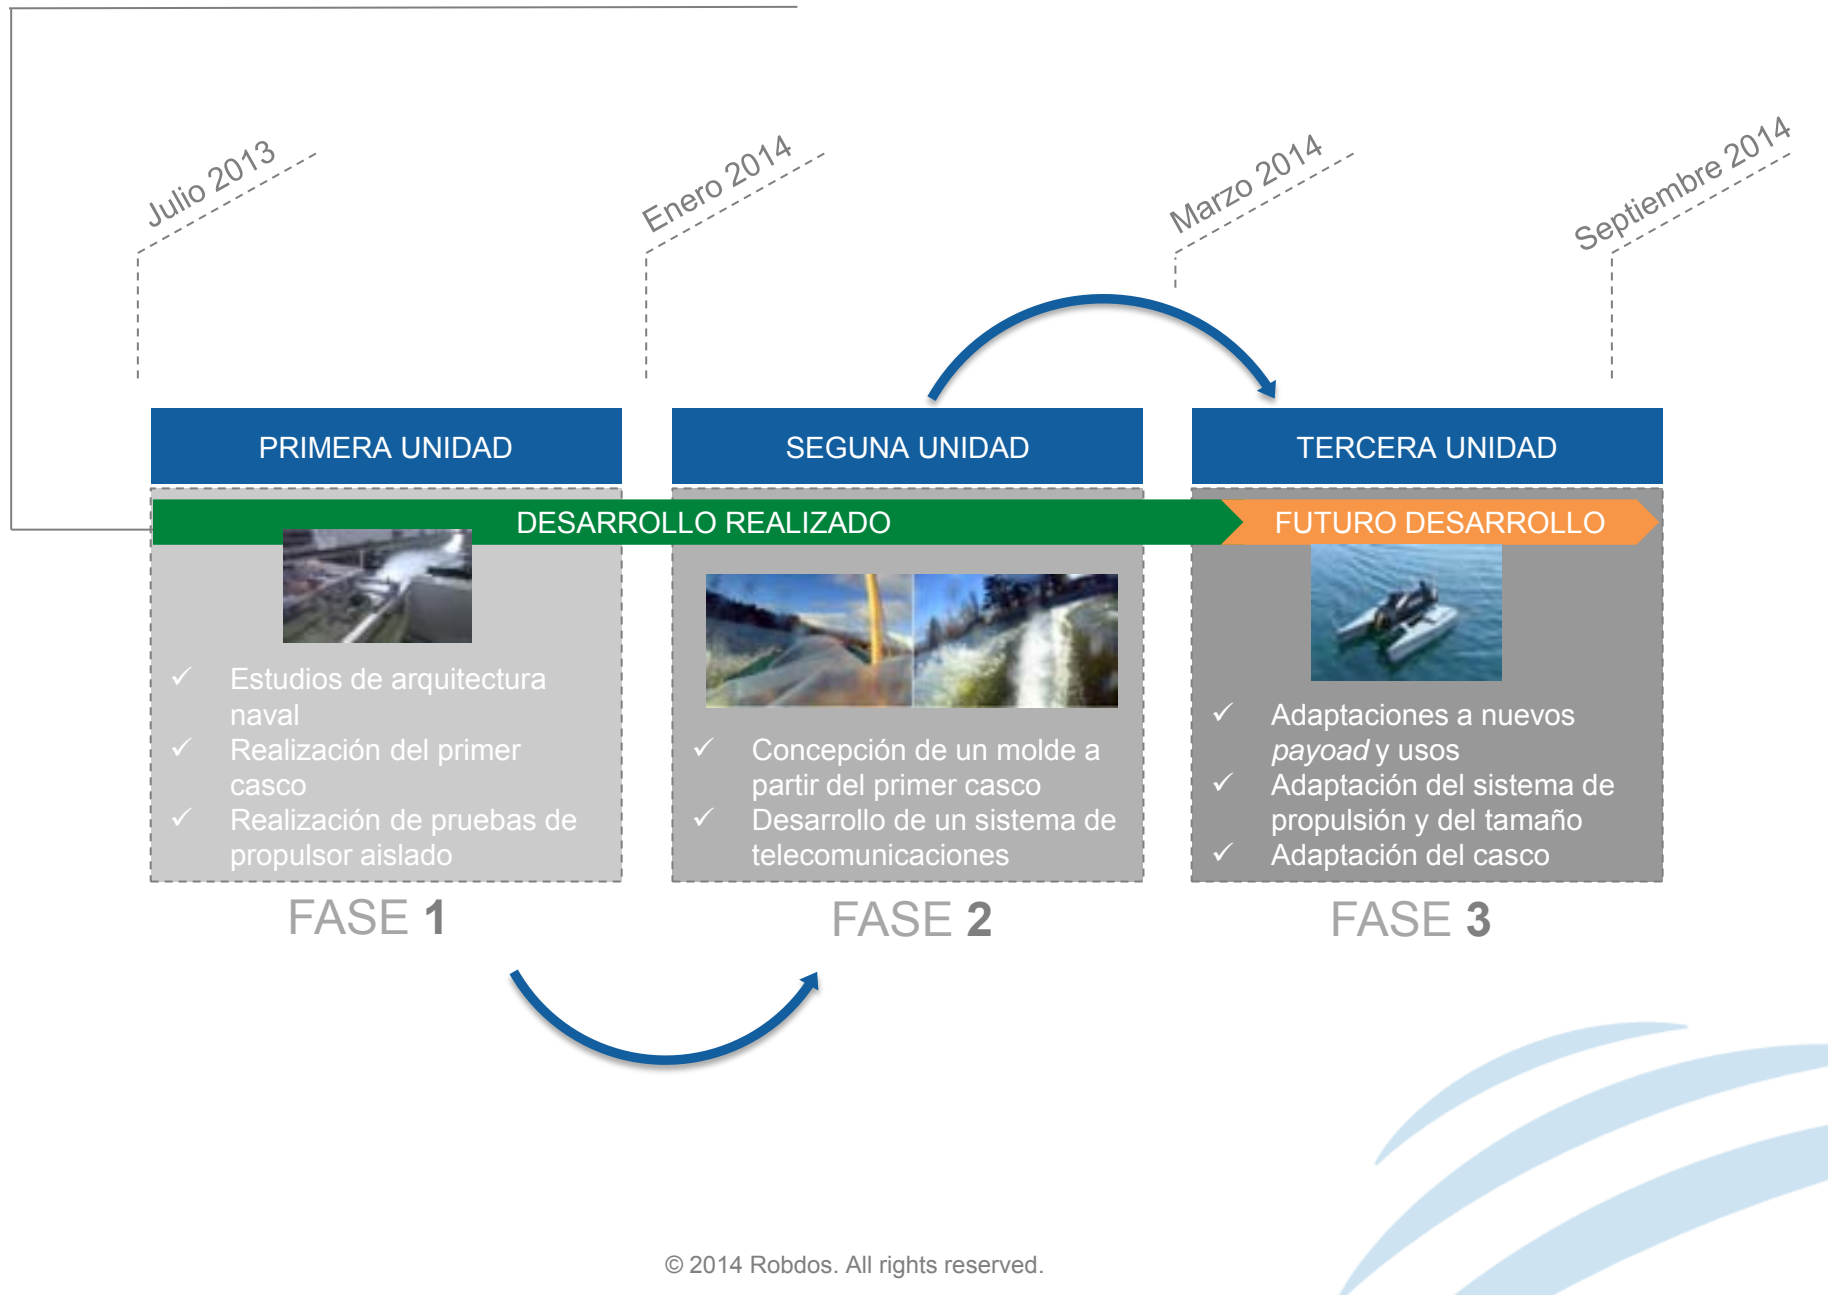 Julio 2013
Enero 2014
Marzo 2014
Septiembre 2014
PRIMERA UNIDAD
SEGUNA UNIDAD
TERCERA UNIDAD
DESARROLLO REALIZADO
FUTURO DESARROLLO
✓ Estudios de arquitectura
naval
✓ Realización del primer
casco
✓ Realización de pruebas de
propulsor aislado
✓ Concepción de un molde a
partir del primer casco
✓ Desarrollo de un sistema de
telecomunicaciones
✓ Adaptaciones a nuevos
payoad y usos
✓ Adaptación del sistema de
propulsión y del tamaño
✓ Adaptación del casco
FASE 1
FASE 2
FASE 3
© 2014 Robdos. All rights reserved.